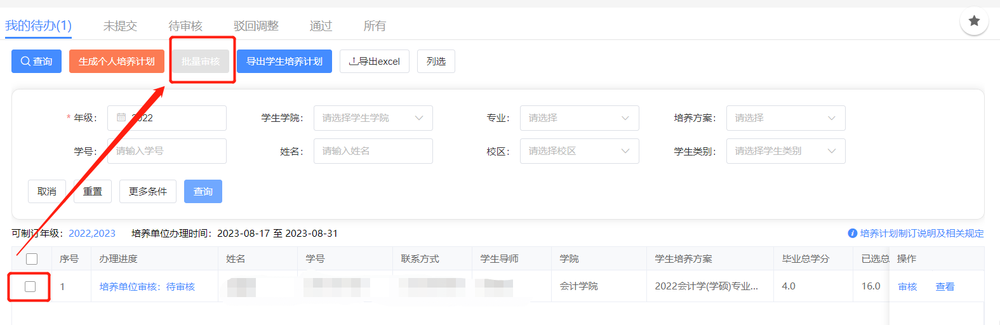 我的待办(1) 未提交 待审核 驳回调整 通过 所有
查询 生成个人培养计划 批量审核 导出学生培养计划 导出excel 列选
* 年级： 2022 学生学院： 请选择学生学院 专业： 请选择 培养方案： 请选择
学号： 请输入学号 姓名： 请输入姓名 校区： 请选择校区 学生类别： 请选择学生类别
取消 重置 更多条件 查询
可制订年级：2022,2023 培养单位办理时间：2023-08-17 至 2023-08-31 培养计划制订说明及相关规定
序号 办理进度 姓名 学号 联系方式 学生导师 学院 学生培养方案 毕业总学分 已选总 操作
1 培养单位审核：待审核 会计学院 2022会计学(学硕)专业... 4.0 16.0 审核 查看